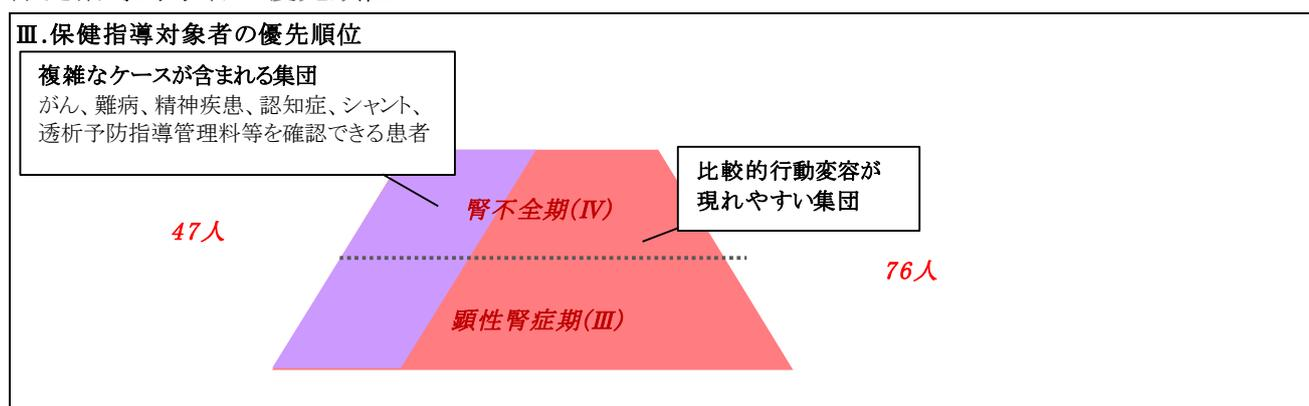 Ⅲ.保健指導対象者の優先順位
複雑なケースが含まれる集団
がん、難病、精神疾患、認知症、シャント、
透析予防指導管理料等を確認できる患者
比較的行動変容が
現れやすい集団
腎不全期(Ⅳ)
47人
76人
顕性腎症期(Ⅲ)